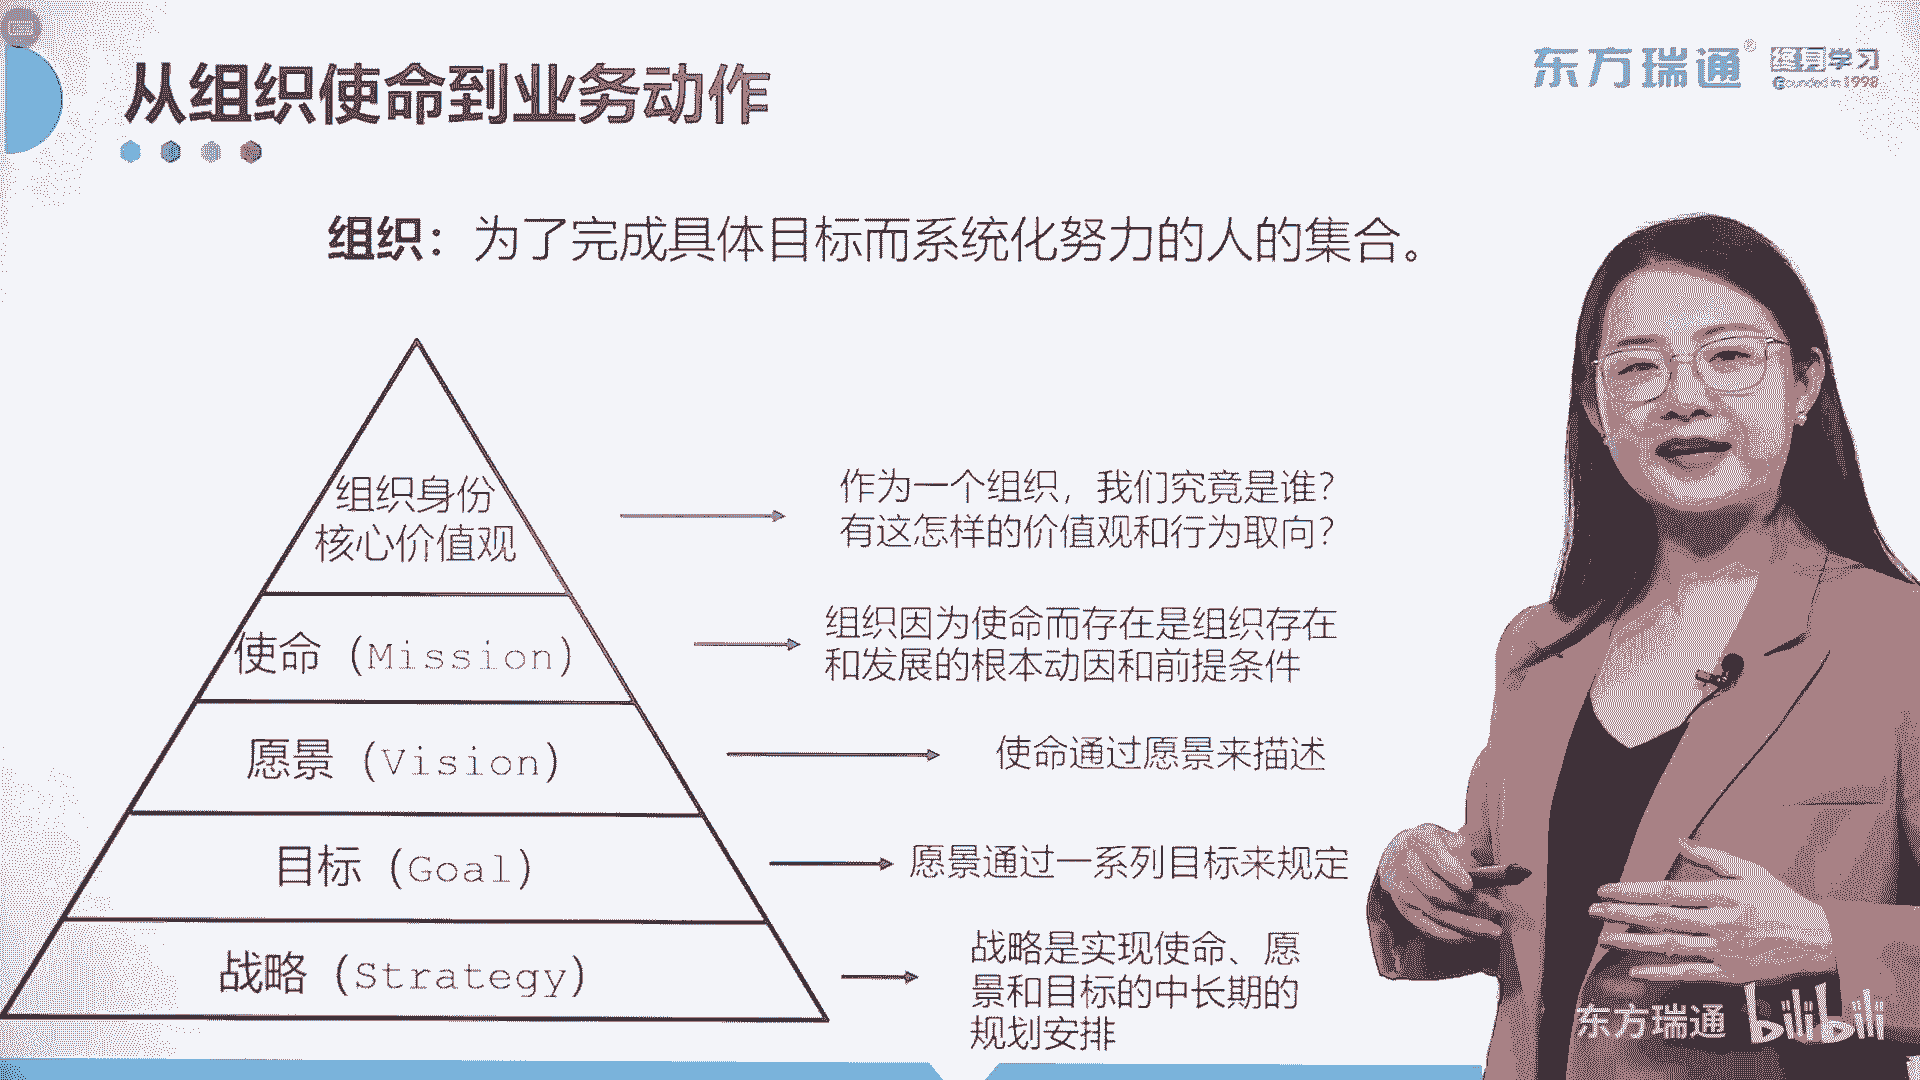 从组织使命到业务动作
东方瑞通® 终身学习
Founded in 1998
组织：为了完成具体目标而系统化努力的人的集合。
组织身份
核心价值观
作为一个组织，我们究竟是谁？
有这怎样的价值观和行为取向？
使命（Mission）
组织因为使命而存在是组织存在
和发展的根本动因和前提条件
愿景（Vision）
使命通过愿景来描述
目标（Goal）
愿景通过一系列目标来规定
战略（Strategy）
战略是实现使命、愿
景和目标的中长期的
规划安排
东方瑞通 bilibili